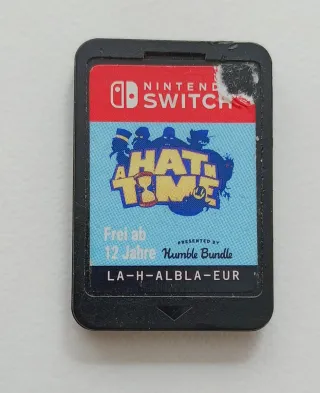 NINTENDO
SWITCH
A HAT IN
TIME
Frei ab
12 Jahre
PRESENTED BY
Humble Bundle
LA-H-ALBLA-EUR